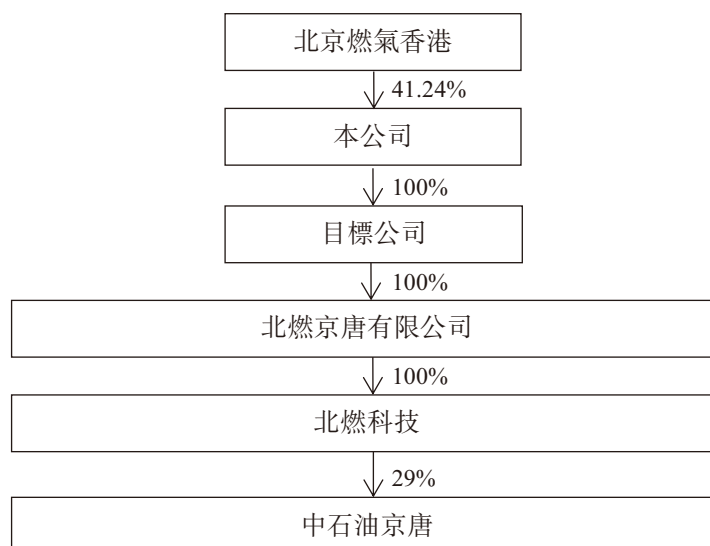 北京燃氣香港
41.24%
本公司
100%
目標公司
100%
北燃京唐有限公司
100%
北燃科技
29%
中石油京唐